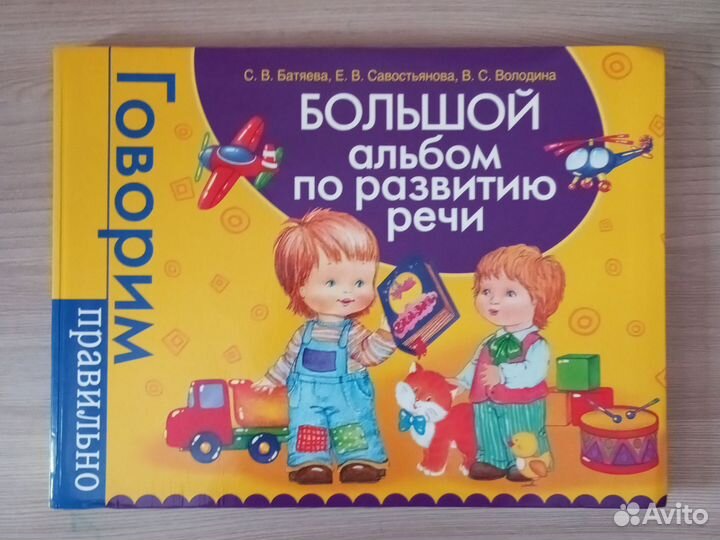 С. В. Батяева, Е. В. Савостьянова, В. С. Володина
БОЛЬШОЙ
альбом
по развитию
речи
Говорим
правильно
Avito